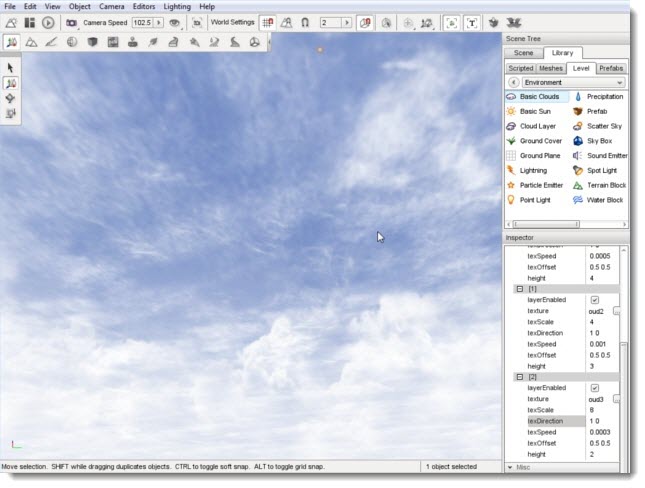 File Edit View Object Camera Editors Lighting Help
Camera Speed 102.5 World Settings 2
Scene Tree
Scene Library
Scripted Meshes Level Prefabs
Environment
Basic Clouds Precipitation
Basic Sun Prefab
Cloud Layer Scatter Sky
Ground Cover Sky Box
Ground Plane Sound Emitter
Lightning Spot Light
Particle Emitter Terrain Block
Point Light Water Block
Inspector
texSpeed 0.0005
texOffset 0.5 0.5
height 4
[1]
layerEnabled
texture oud2
texScale 4
texDirection 1 0
texSpeed 0.001
texOffset 0.5 0.5
height 3
[2]
layerEnabled
texture oud3
texScale 8
texDirection 1 0
texSpeed 0.0003
texOffset 0.5 0.5
height 2
Misc
Move selection. SHIFT while dragging duplicates objects. CTRL to toggle soft snap. ALT to toggle grid snap. 1 object selected